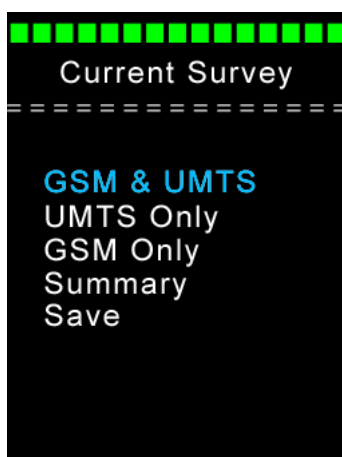 Current Survey
================
GSM & UMTS
UMTS Only
GSM Only
Summary
Save